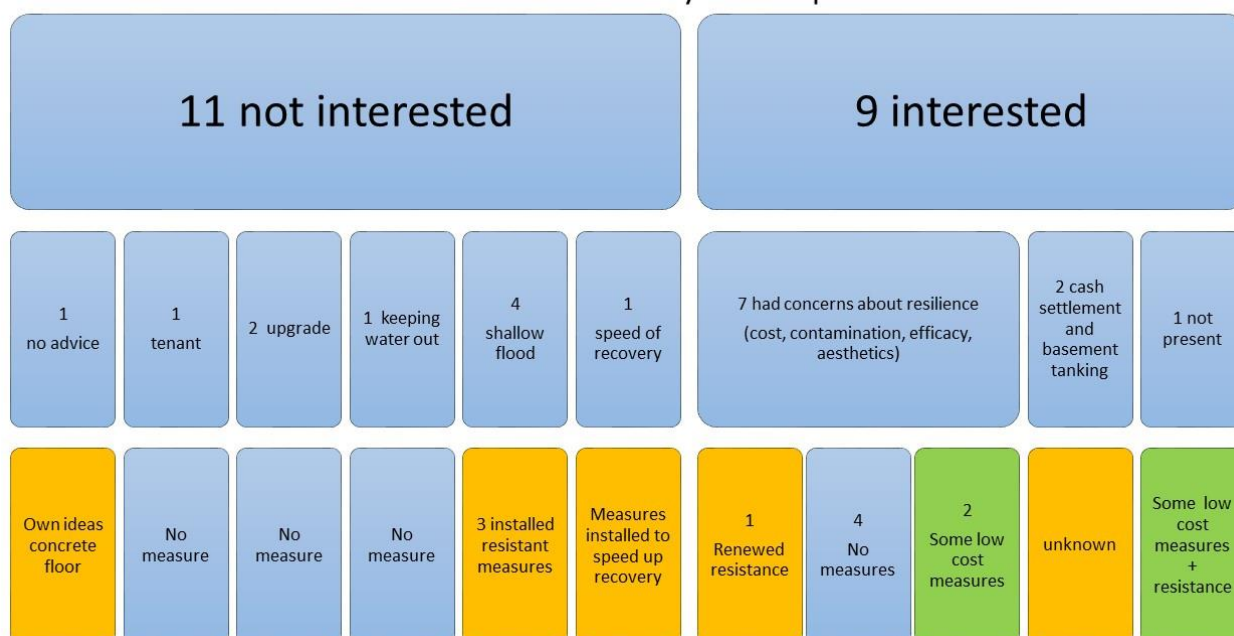 11 not interested
9 interested
1
no advice
1
tenant
2 upgrade
1 keeping
water out
4
shallow
flood
1
speed of
recovery
7 had concerns about resilience
(cost, contamination, efficacy,
aesthetics)
2 cash
settlement
and
basement
tanking
1 not
present
Own ideas
concrete
floor
No
measure
No
measure
No
measure
3 installed
resistant
measures
Measures
installed to
speed up
recovery
1
Renewed
resistance
4
No
measures
2
Some low
cost
measures
unknown
Some low
cost
measures
+
resistance